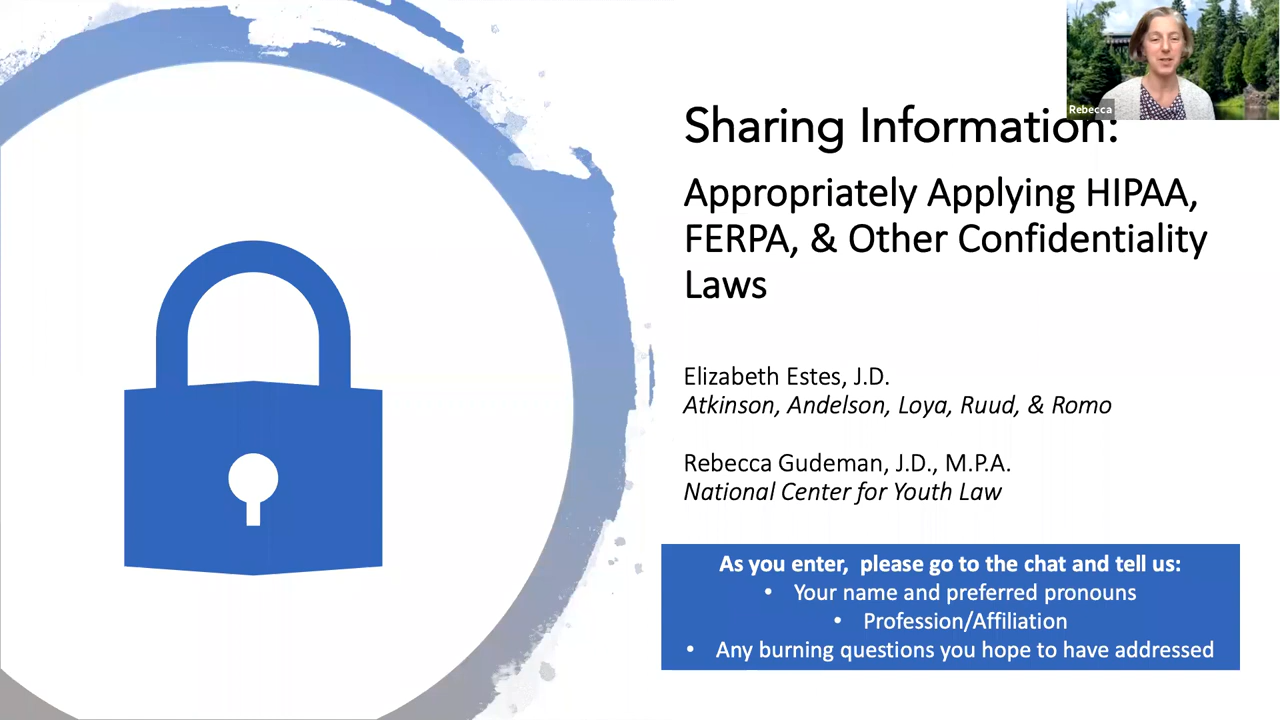 Rebecca
Sharing Information:
Appropriately Applying HIPAA,
FERPA, & Other Confidentiality
Laws
Elizabeth Estes, J.D.
Atkinson, Andelson, Loya, Ruud, & Romo
Rebecca Gudeman, J.D., M.P.A.
National Center for Youth Law
As you enter, please go to the chat and tell us:
• Your name and preferred pronouns
• Profession/Affiliation
• Any burning questions you hope to have addressed